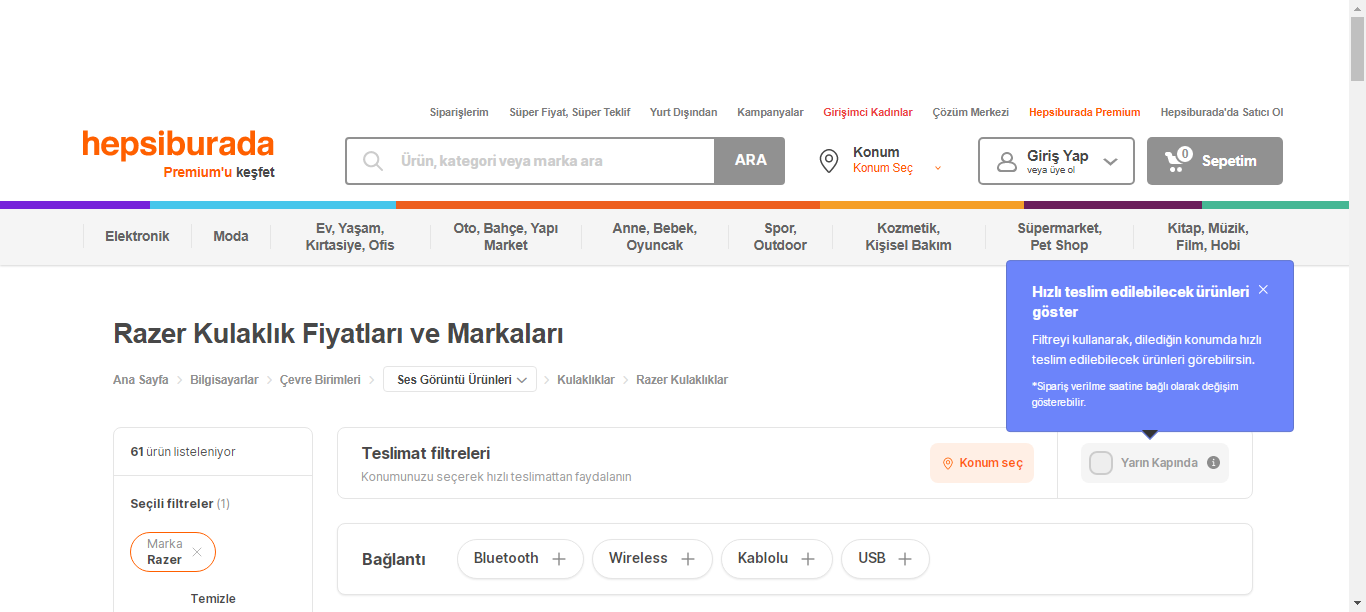 Siparişlerim Süper Fiyat, Süper Teklif Yurt Dışından Kampanyalar Girişimci Kadınlar Çözüm Merkezi Hepsiburada Premium Hepsiburada'da Satıcı Ol
hepsiburada
Premium'u keşfet
Ürün, kategori veya marka ara
ARA
Konum
Konum Seç
Giriş Yap
veya üye ol
0
Sepetim
Elektronik
Moda
Ev, Yaşam,
Kırtasiye, Ofis
Oto, Bahçe, Yapı
Market
Anne, Bebek,
Oyuncak
Spor,
Outdoor
Kozmetik,
Kişisel Bakım
Süpermarket,
Pet Shop
Kitap, Müzik,
Film, Hobi
Hızlı teslim edilebilecek ürünleri
göster
Filtreyi kullanarak, dilediğin konumda hızlı
teslim edilebilecek ürünleri görebilirsin.
*Sipariş verilme saatine bağlı olarak değişim
gösterebilir.
Razer Kulaklık Fiyatları ve Markaları
Ana Sayfa Bilgisayarlar Çevre Birimleri Ses Görüntü Ürünleri Kulaklıklar Razer Kulaklıklar
61 ürün listeleniyor
Seçili filtreler (1)
Marka
Razer
Temizle
Teslimat filtreleri
Konumunuzu seçerek hızlı teslimattan faydalanın
Konum seç
Yarın Kapında
Bağlantı
Bluetooth
Wireless
Kablolu
USB